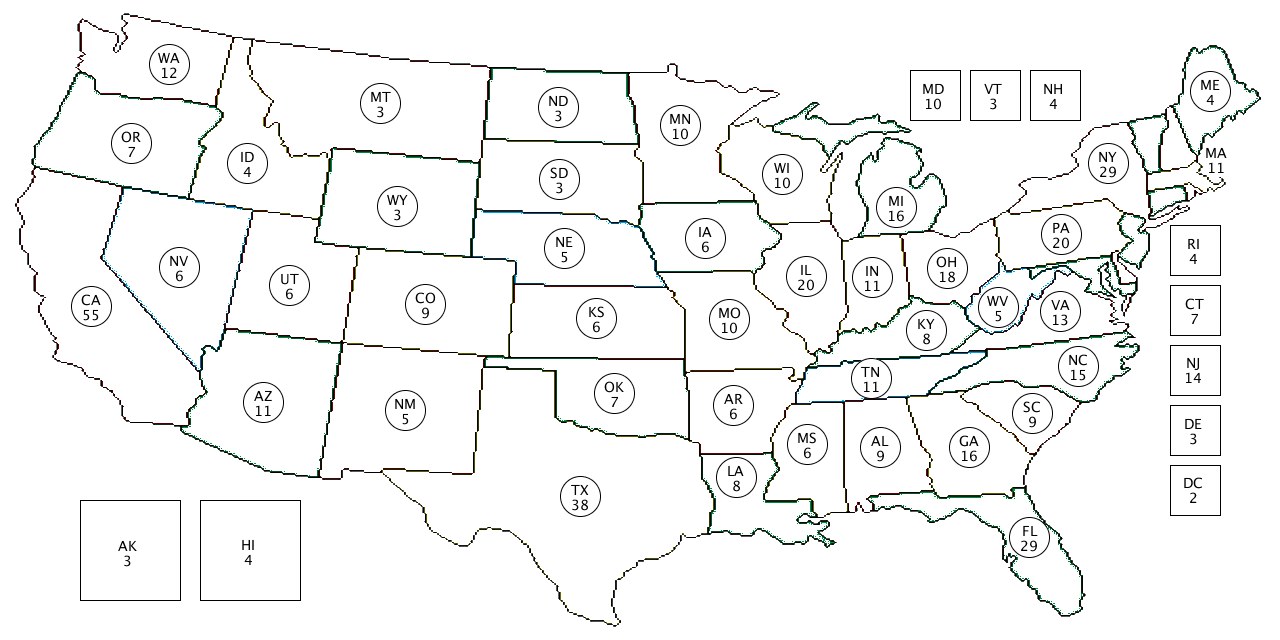 WA
12
MT
3
ND
3
MN
10
MD
10
VT
3
NH
4
ME
4
OR
7
ID
4
SD
3
WI
10
NY
29
MA
11
WY
3
MI
16
NV
6
UT
6
NE
5
IA
6
PA
20
RI
4
CA
55
CO
9
KS
6
MO
10
IL
20
IN
11
OH
18
WV
5
VA
13
KY
8
CT
7
AZ
11
NM
5
OK
7
AR
6
TN
11
NC
15
NJ
14
SC
9
MS
6
AL
9
GA
16
DE
3
TX
38
LA
8
DC
2
AK
3
HI
4
FL
29